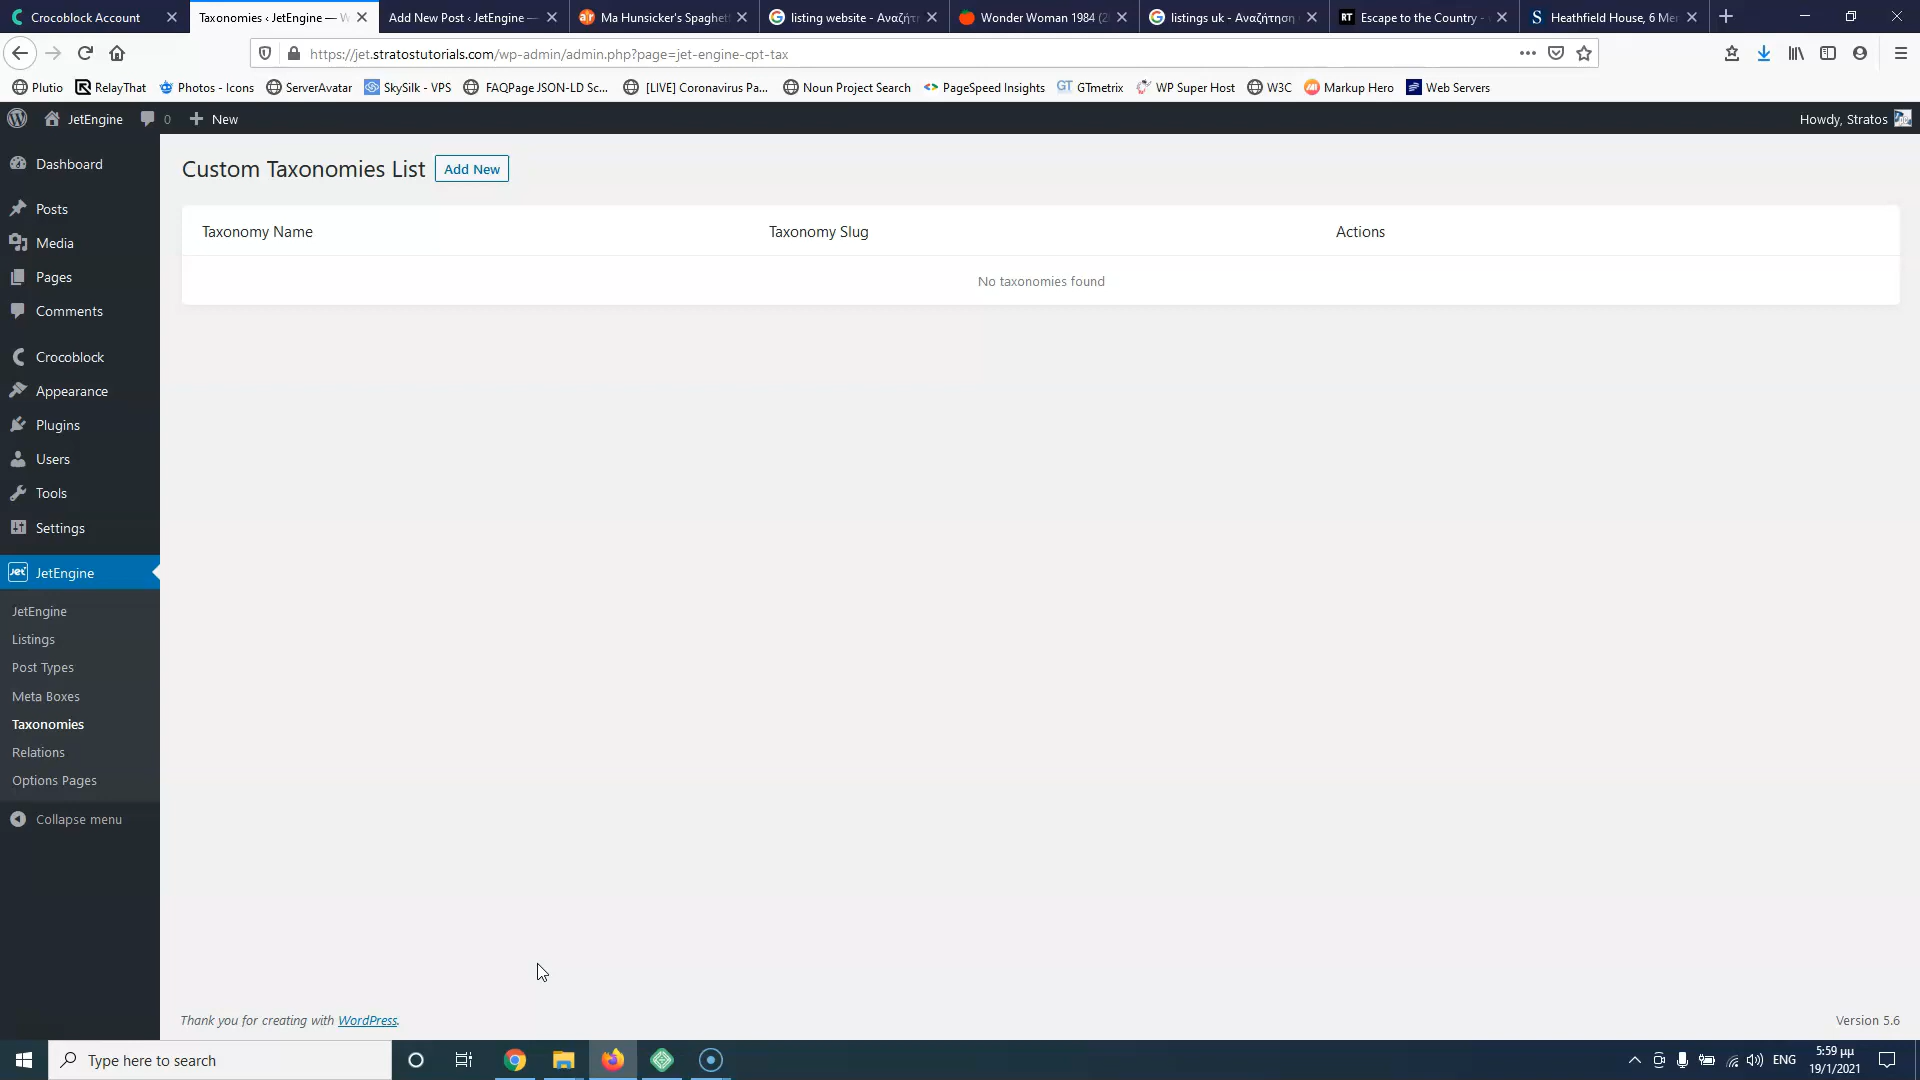 Crocoblock Account
Taxonomies ‹ JetEngine — W
Add New Post ‹ JetEngine —
Ma Hunsicker's Spaghet
listing website - Αναζήτη
Wonder Woman 1984 (2
listings uk - Αναζήτηση
Escape to the Country -
Heathfield House, 6 Me
https://jet.stratostutorials.com/wp-admin/admin.php?page=jet-engine-cpt-tax
Plutio
RelayThat
Photos - Icons
ServerAvatar
SkySilk - VPS
FAQPage JSON-LD Sc...
[LIVE] Coronavirus Pa...
Noun Project Search
PageSpeed Insights
GTmetrix
WP Super Host
W3C
Markup Hero
Web Servers
JetEngine
0
New
Howdy, Stratos
Dashboard
Posts
Media
Pages
Comments
Crocoblock
Appearance
Plugins
Users
Tools
Settings
JetEngine
JetEngine
Listings
Post Types
Meta Boxes
Taxonomies
Relations
Options Pages
Collapse menu
Custom Taxonomies List
Add New
Taxonomy Name
Taxonomy Slug
Actions
No taxonomies found
Thank you for creating with WordPress.
Version 5.6
Type here to search
ENG
5:59 μμ
19/1/2021